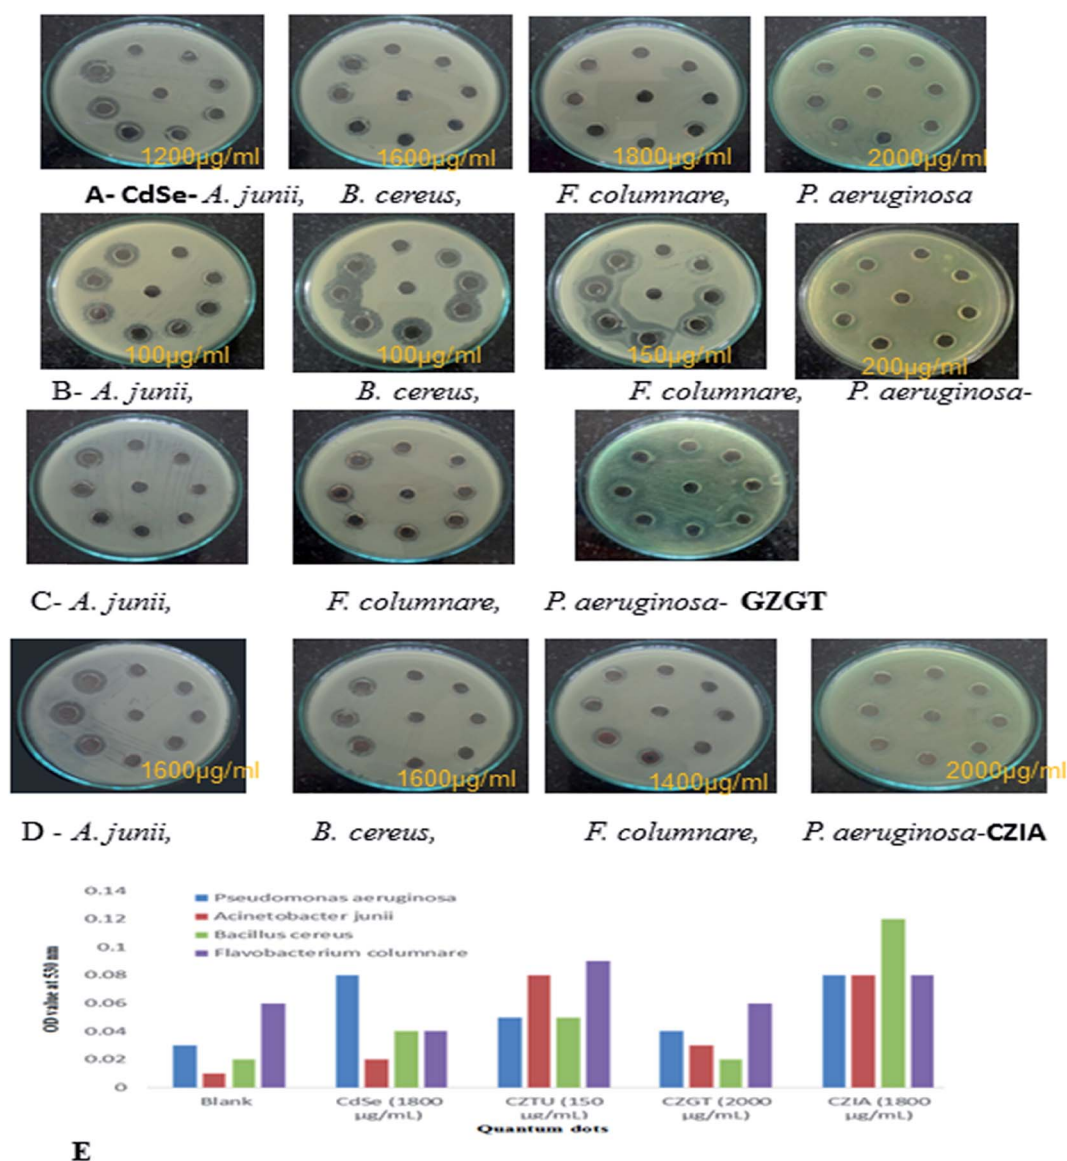 1200µg/ml 1600µg/ml 1800µg/ml 2000µg/ml
A- CdSe- A. junii, B. cereus, F. columnare, P. aeruginosa
100µg/ml 100µg/ml 150µg/ml 200µg/ml
B- A. junii, B. cereus, F. columnare, P. aeruginosa-
C- A. junii, F. columnare, P. aeruginosa- GZGT
1600µg/ml 1600µg/ml 1400µg/ml 2000µg/ml
D - A. junii, B. cereus, F. columnare, P. aeruginosa-CZIA
0.14
0.12
0.1
0.08
0.06
0.04
0.02
0
OD value at 530 nm
Pseudomonas aeruginosa
Acinetobacter junii
Bacillus cereus
Flavobacterium columnare
Blank CdSe (1800 µg/mL) CZTU (150 µg/mL) CZGT (2000 µg/mL) CZIA (1800 µg/mL)
Quantum dots
E